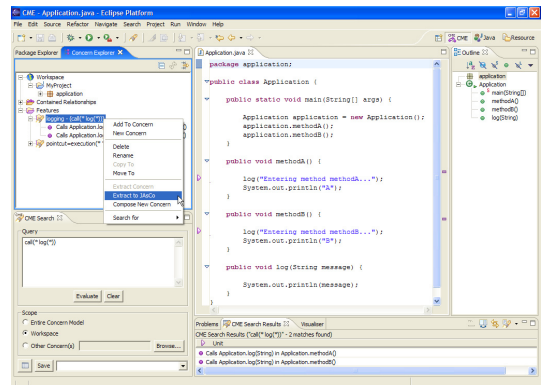 CME - Application.java - Eclipse Platform
File Edit Source Refactor Navigate Search Project Run Window Help
CME Java Resource
Package Explorer Concern Explorer
Workspace
MyProject
application
Contained Relationships
Features
logging - (call(*log(*))
Calls Application.lo
Calls Application.lo
pointcut=execution(*
Add To Concern
New Concern
Delete
Rename
Copy To
Move To
Extract Concern
Extract to JAsCo
Compose New Concern
Search for
CME Search
Query
call(*log(*))
Evaluate Clear
Scope
Entire Concern Model
Workspace
Other Concern(s) Browse...
Save
Application.java
package application;
public class Application {
public static void main(String[] args) {
Application application = new Application();
application.methodA();
application.methodB();
}
public void methodA() {
log("Entering method methodA...");
System.out.println("A");
}
public void methodB() {
log("Entering method methodB...");
System.out.println("B");
}
public void log(String message) {
System.out.println(message);
}
}
Outline
application
Application
main(String[])
methodA()
methodB()
log(String)
Problems CME Search Results Visualiser
CME Search Results ("call(*log(*))" - 2 matches found)
Unit
Calls Application.log(String) in Application.methodA()
Calls Application.log(String) in Application.methodB()